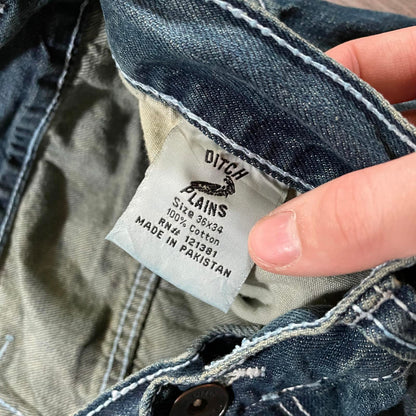 DITCH
PLAINS
Size 36X34
100% Cotton
RN# 121381
MADE IN PAKISTAN